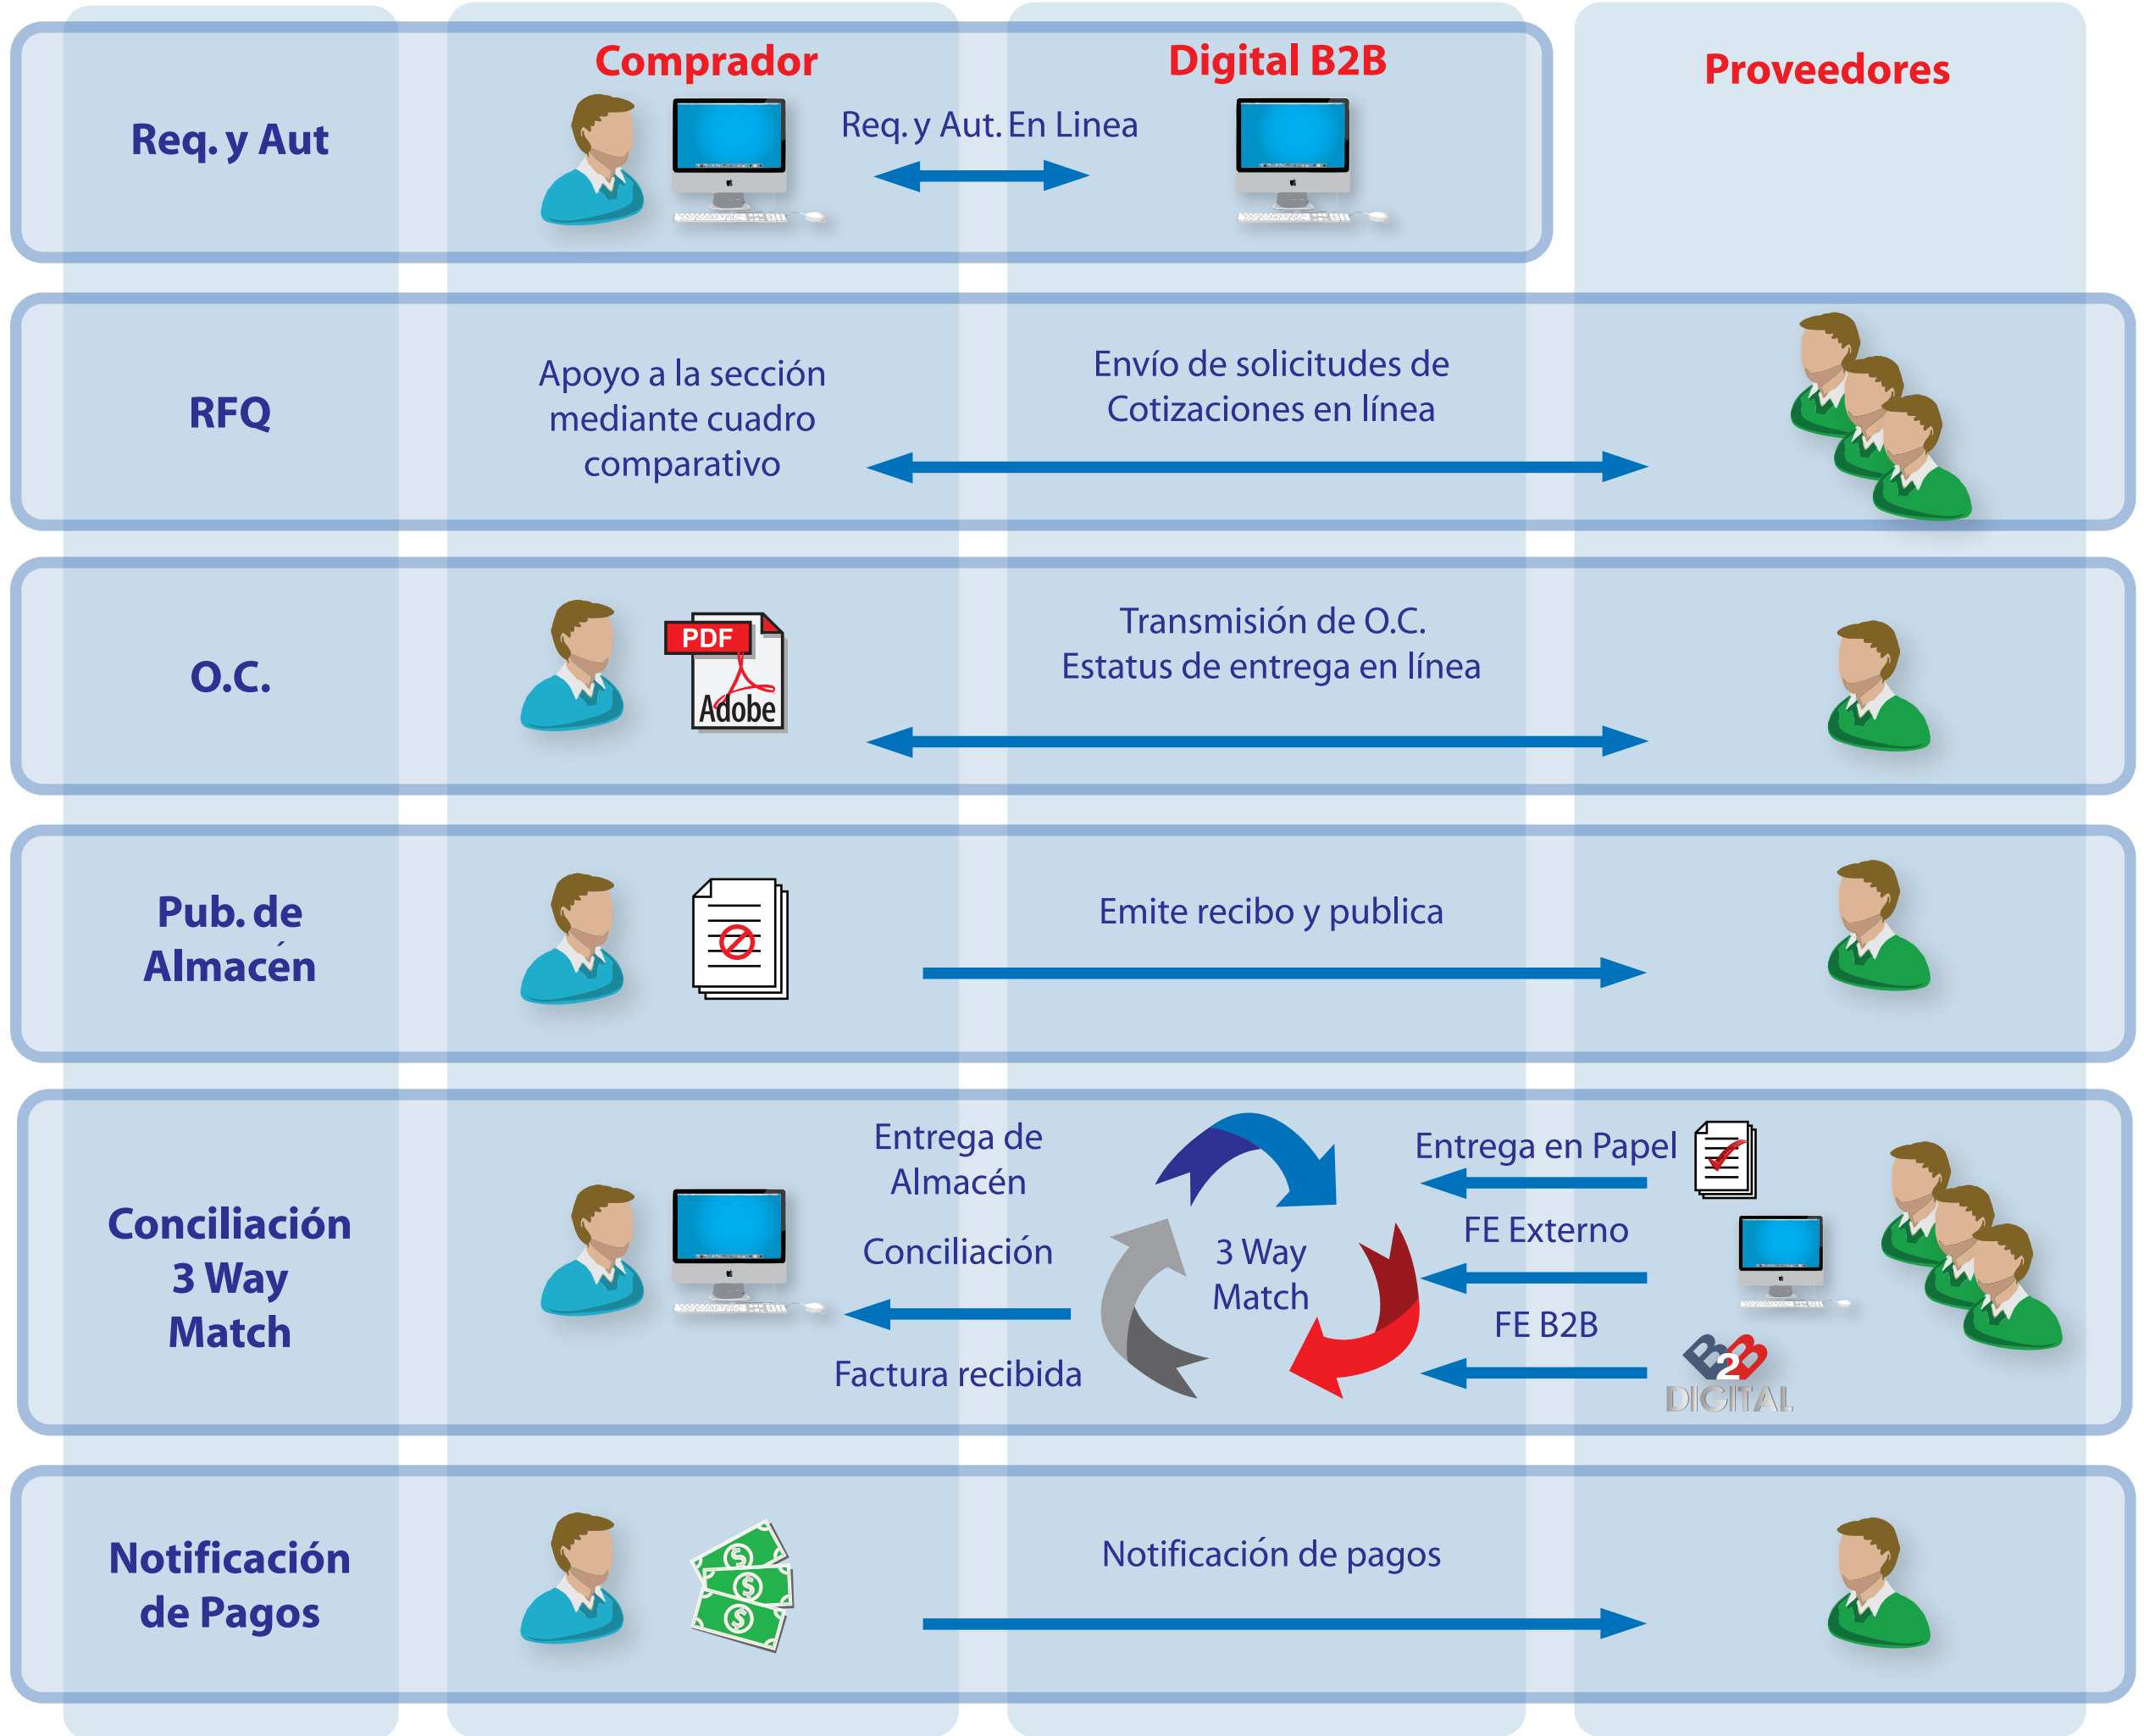 Comprador
Digital B2B
Proveedores
Req. y Aut
Req. y Aut. En Linea
RFQ
Apoyo a la sección
mediante cuadro
comparativo
Envío de solicitudes de
Cotizaciones en línea
O.C.
PDF
Adobe
Transmisión de O.C.
Estatus de entrega en línea
Pub. de
Almacén
Emite recibo y publica
Conciliación
3 Way
Match
Entrega de
Almacén
Conciliación
Factura recibida
3 Way
Match
Entrega en Papel
FE Externo
FE B2B
B2B
DIGITAL
Notificación
de Pagos
$
$
$
Notificación de pagos